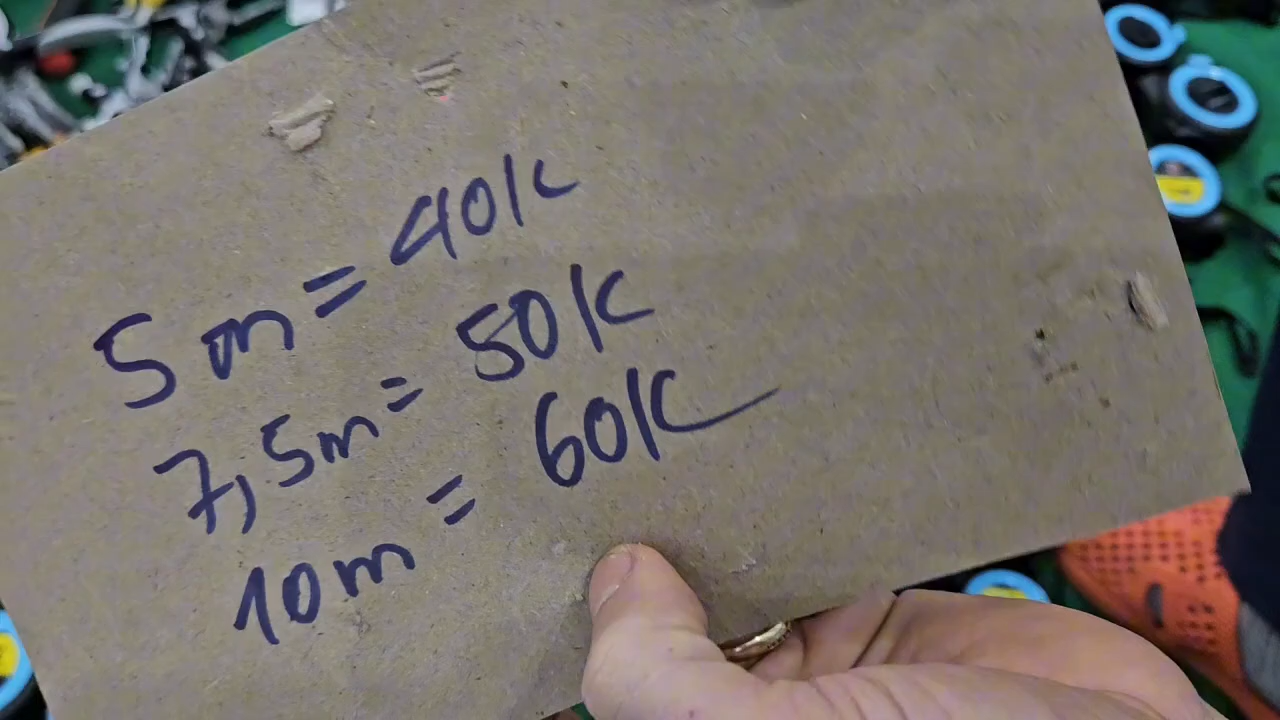 5m = 40k
7,5m = 50k
10m = 60k